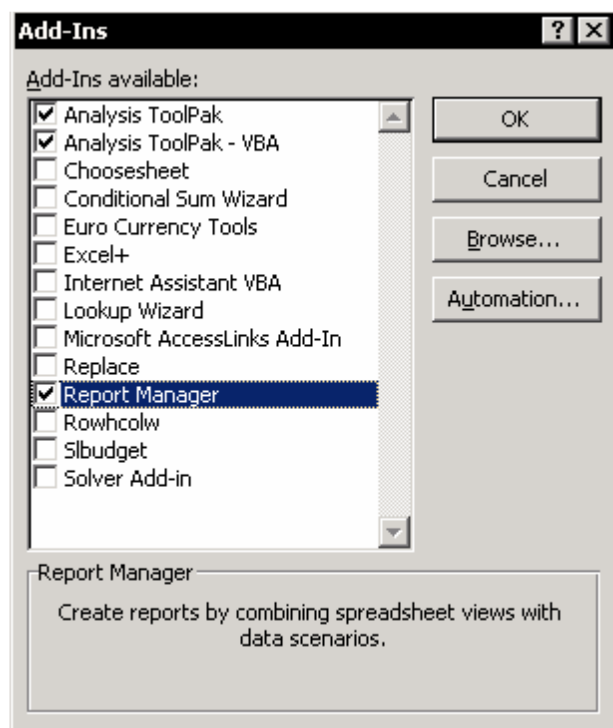 Add-Ins
Add-Ins available:
Analysis ToolPak
Analysis ToolPak - VBA
Choosesheet
Conditional Sum Wizard
Euro Currency Tools
Excel+
Internet Assistant VBA
Lookup Wizard
Microsoft AccessLinks Add-In
Replace
Report Manager
Rowhcolw
Slbudget
Solver Add-in
OK
Cancel
Browse...
Automation...
Report Manager
Create reports by combining spreadsheet views with
data scenarios.